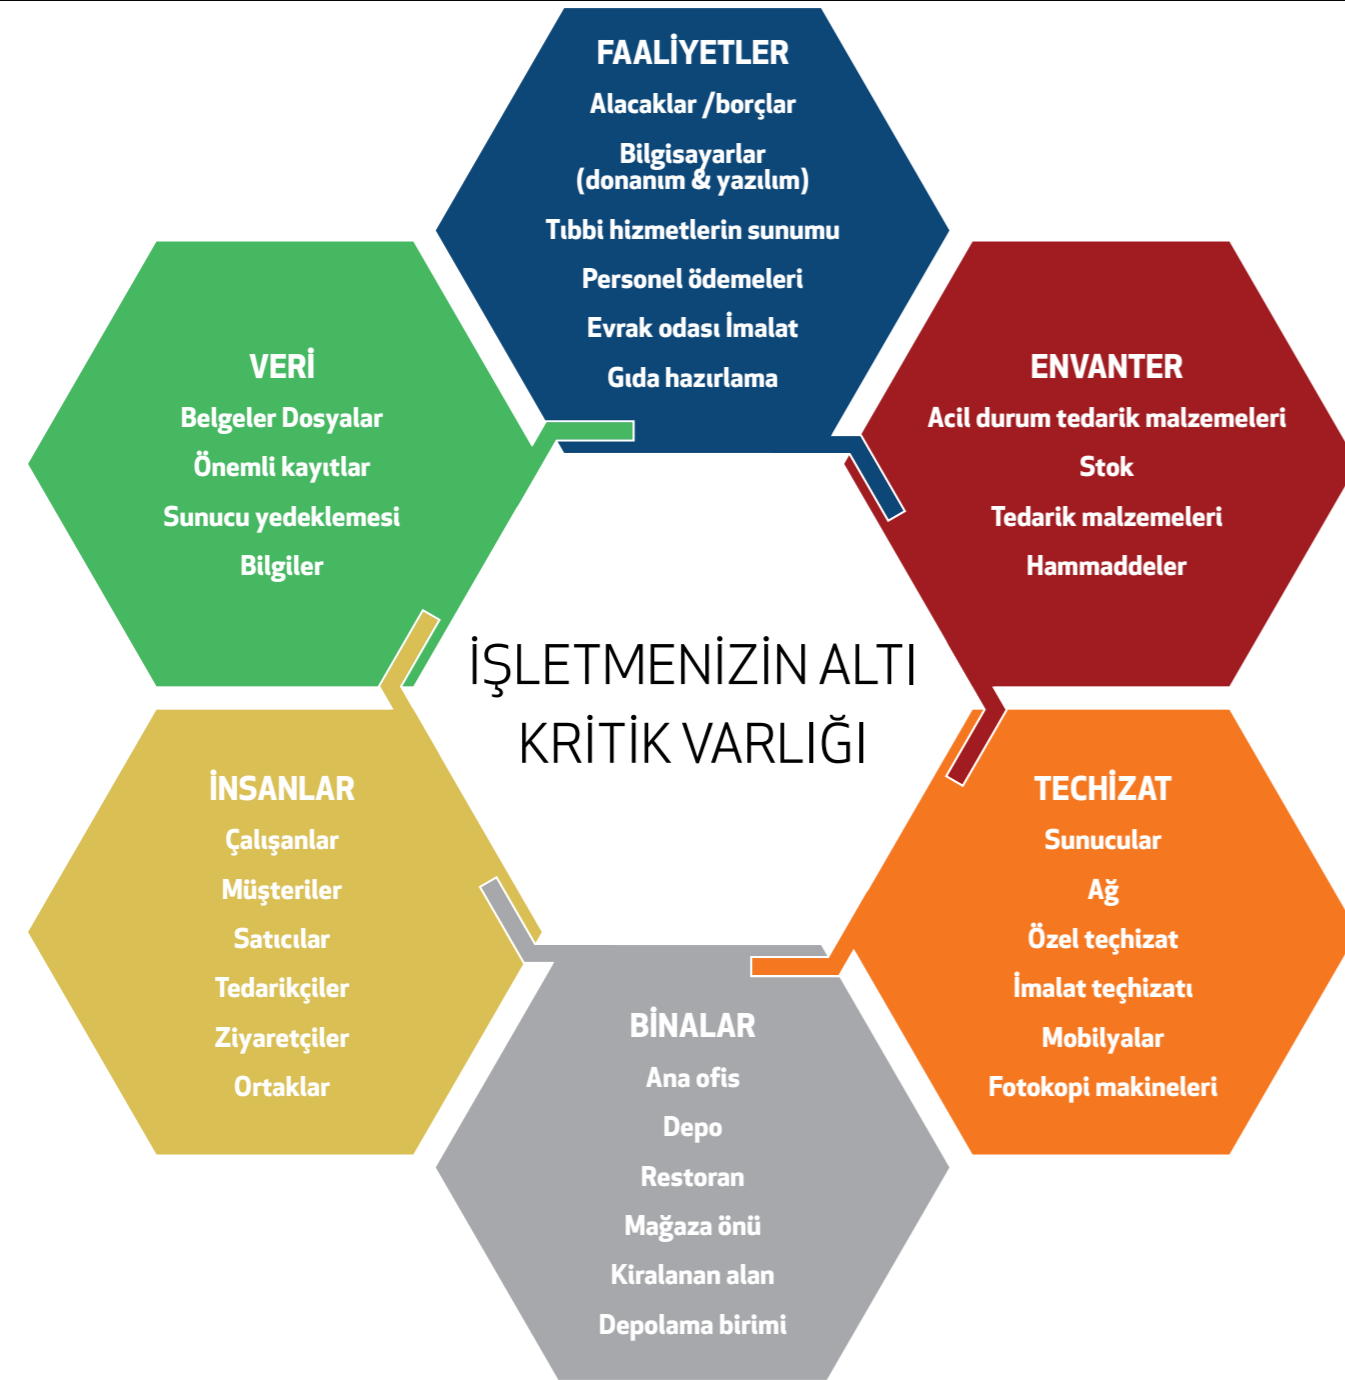 FAALİYETLER
Alacaklar /borçlar
Bilgisayarlar
(donanım & yazılım)
Tıbbi hizmetlerin sunumu
Personel ödemeleri
Evrak odası İmalat
Gıda hazırlama
VERİ
Belgeler Dosyalar
Önemli kayıtlar
Sunucu yedeklemesi
Bilgiler
ENVANTER
Acil durum tedarik malzemeleri
Stok
Tedarik malzemeleri
Hammaddeler
İŞLETMENİZİN ALTI
KRİTİK VARLIĞI
İNSANLAR
Çalışanlar
Müşteriler
Satıcılar
Tedarikçiler
Ziyaretçiler
Ortaklar
TECHİZAT
Sunucular
Ağ
Özel teçhizat
İmalat teçhizatı
Mobilyalar
Fotokopi makineleri
BİNALAR
Ana ofis
Depo
Restoran
Mağaza önü
Kiralanan alan
Depolama birimi